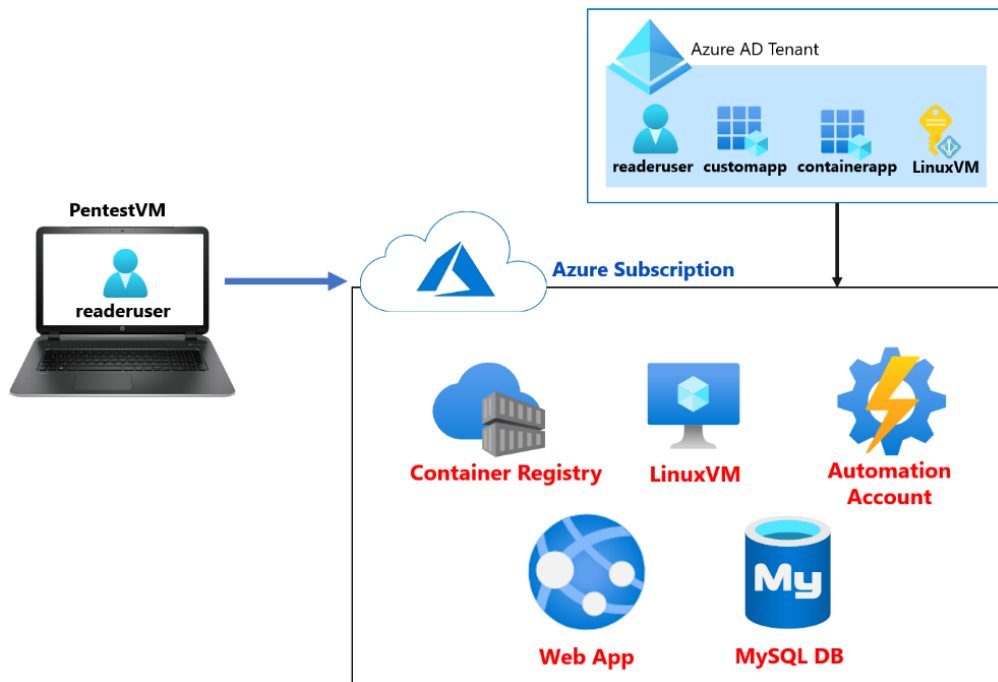 Azure AD Tenant
readeruser
customapp
containerapp
LinuxVM
PentestVM
readeruser
Azure Subscription
Container Registry
LinuxVM
Automation
Account
Web App
My
MySQL DB